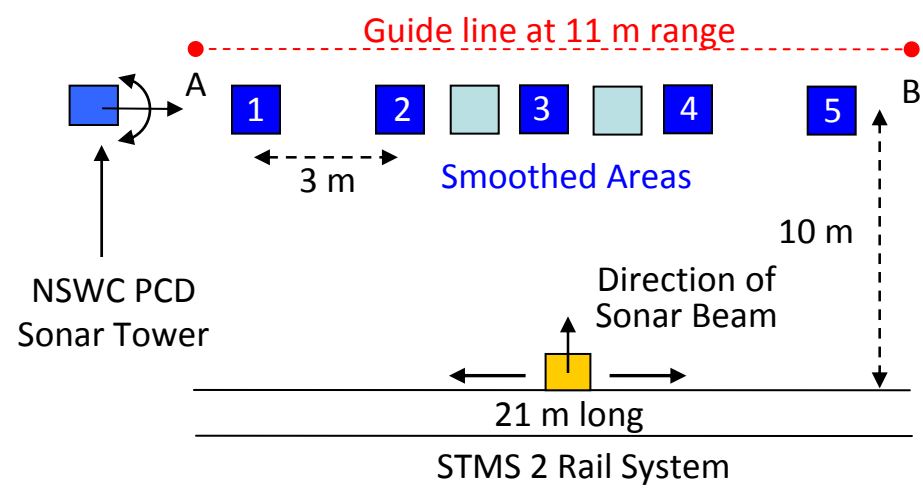 Guide line at 11 m range
A
B
1
2
3
4
5
3 m
Smoothed Areas
10 m
NSWC PCD
Sonar Tower
Direction of
Sonar Beam
21 m long
STMS 2 Rail System